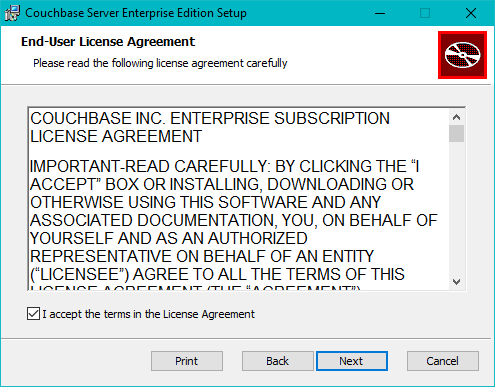 Couchbase Server Enterprise Edition Setup
End-User License Agreement
Please read the following license agreement carefully
COUCHBASE INC. ENTERPRISE SUBSCRIPTION
LICENSE AGREEMENT
IMPORTANT-READ CAREFULLY: BY CLICKING THE “I
ACCEPT” BOX OR INSTALLING, DOWNLOADING OR
OTHERWISE USING THIS SOFTWARE AND ANY
ASSOCIATED DOCUMENTATION, YOU, ON BEHALF OF
YOURSELF AND AS AN AUTHORIZED
REPRESENTATIVE ON BEHALF OF AN ENTITY
(“LICENSEE”) AGREE TO ALL THE TERMS OF THIS
LICENSE AGREEMENT (THE “AGREEMENT”)
I accept the terms in the License Agreement
Print
Back
Next
Cancel